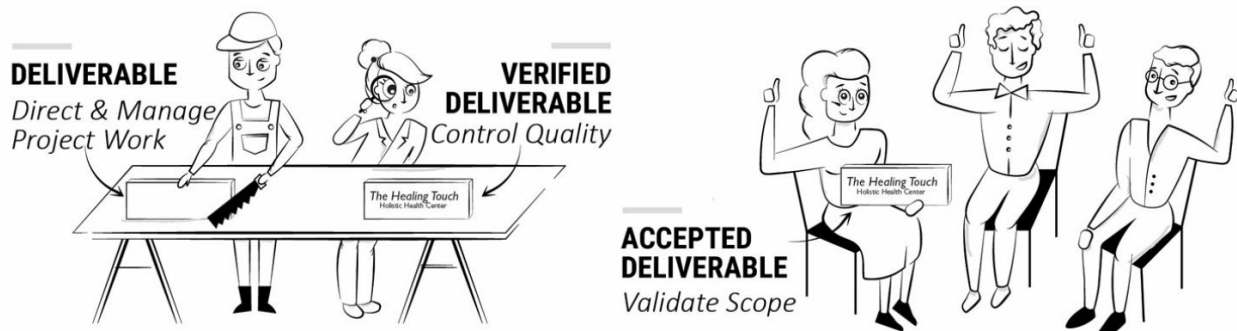 DELIVERABLE
Direct & Manage
Project Work
VERIFIED
DELIVERABLE
Control Quality
The Healing Touch
Holistic Health Center
The Healing Touch
Holistic Health Center
ACCEPTED
DELIVERABLE
Validate Scope